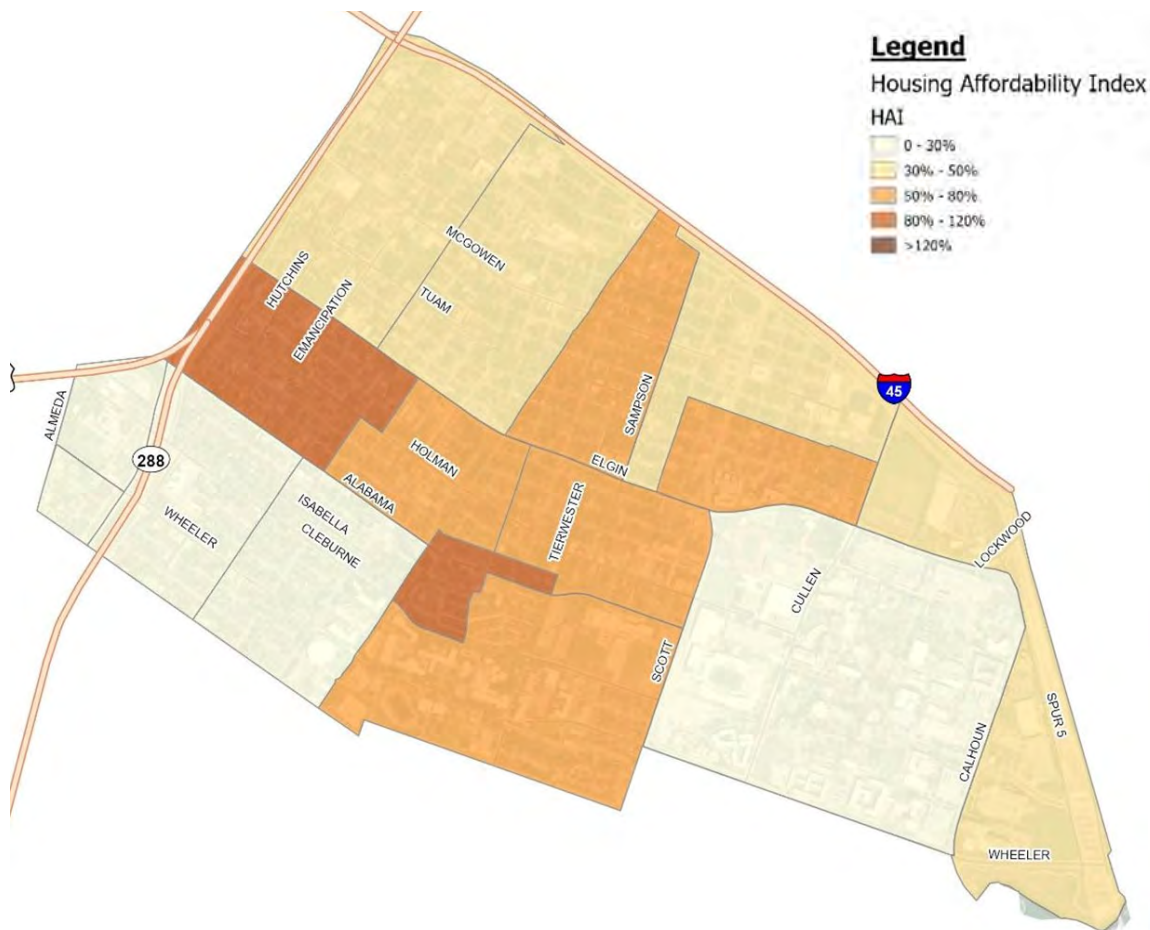 Legend
Housing Affordability Index
HAI
0 - 30%
30% - 50%
50% - 80%
80% - 120%
>120%
MCGOWEN
HUTCHINS
TUAM
EMANCIPATION
45
SAMPSON
ALMEDA
HOLMAN
288
ELGIN
ALABAMA
ISABELLA
WHEELER
CLEBURNE
TIERWESTER
LOCKWOOD
CULLEN
SCOTT
SPUR 5
CALHOUN
WHEELER